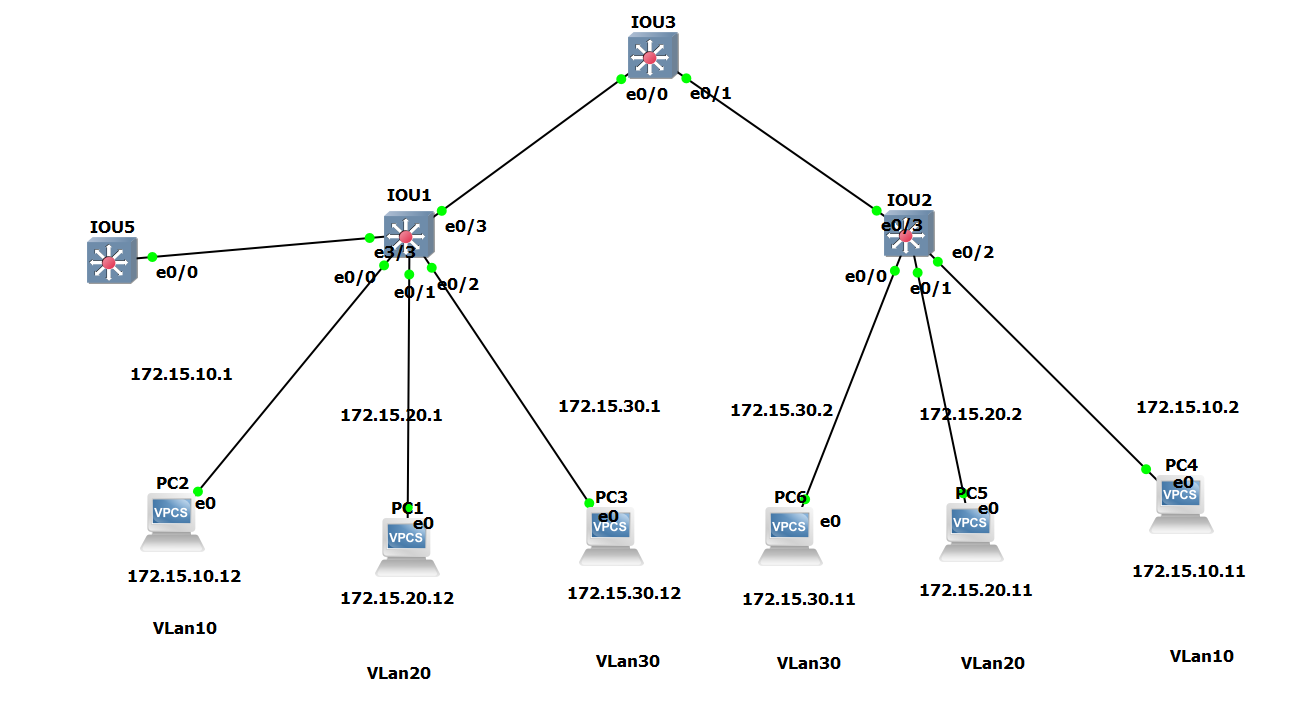 IOU3
e0/0
e0/1
IOU1
IOU2
e0/3
e0/3
IOU5
e3/3
e0/2
e0/0
e0/0
e0/0
e0/1
e0/2
e0/1
172.15.10.1
172.15.20.1
172.15.30.1
172.15.30.2
172.15.20.2
172.15.10.2
PC2
e0
VPCS
PC1
e0
VPCS
PC3
e0
VPCS
PC6
e0
VPCS
PC5
e0
VPCS
PC4
e0
VPCS
172.15.10.12
172.15.20.12
172.15.30.12
172.15.30.11
172.15.20.11
172.15.10.11
VLan10
VLan20
VLan30
VLan30
VLan20
VLan10